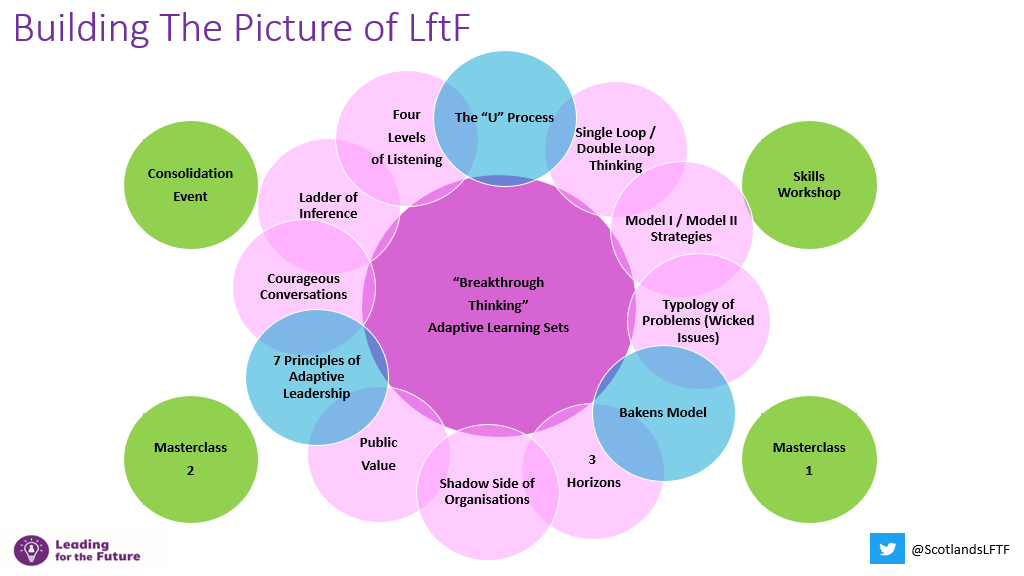 Building The Picture of LftF
Four
Levels
of Listening
The “U” Process
Single Loop /
Double Loop
Thinking
Consolidation
Event
Skills
Workshop
Ladder of
Inference
Model I / Model II
Strategies
Courageous
Conversations
“Breakthrough
Thinking”
Adaptive Learning Sets
Typology of
Problems (Wicked
Issues)
7 Principles of
Adaptive
Leadership
Bakens Model
Masterclass
2
Public
Value
Shadow Side of
Organisations
3
Horizons
Masterclass
1
Leading
for the Future
@ScotlandsLFTF